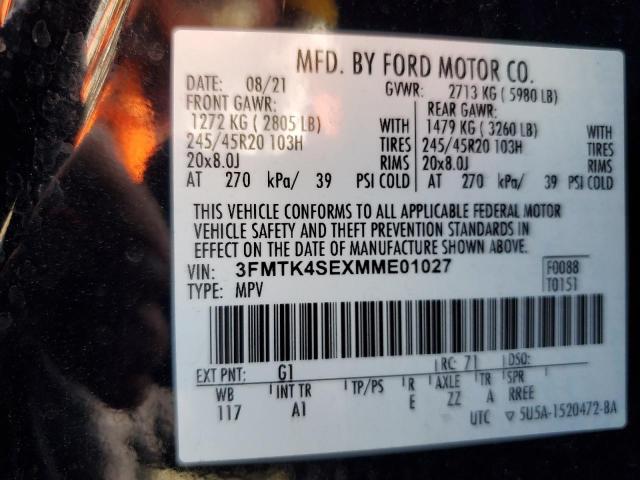 MFD. BY FORD MOTOR CO.
DATE: 08/21 GVWR: 2713 KG ( 5980 LB)
FRONT GAWR: REAR GAWR:
1272 KG ( 2805 LB) WITH 1479 KG ( 3260 LB) WITH
245/45R20 103H TIRES 245/45R20 103H TIRES
20x8.0J RIMS 20x8.0J RIMS
AT 270 kPa/ 39 PSI COLD AT 270 kPa/ 39 PSI COLD
THIS VEHICLE CONFORMS TO ALL APPLICABLE FEDERAL MOTOR
VEHICLE SAFETY AND THEFT PREVENTION STANDARDS IN
EFFECT ON THE DATE OF MANUFACTURE SHOWN ABOVE.
VIN: 3FMTK4SEXMME01027 F0088
TYPE: MPV T0151
EXT PNT: G1 RC: 71 DSO:
WB INT TR TP/PS R AXLE TR SPR
117 A1 E ZZ A RREE
UTC ▽ 5U5A-1520472-BA